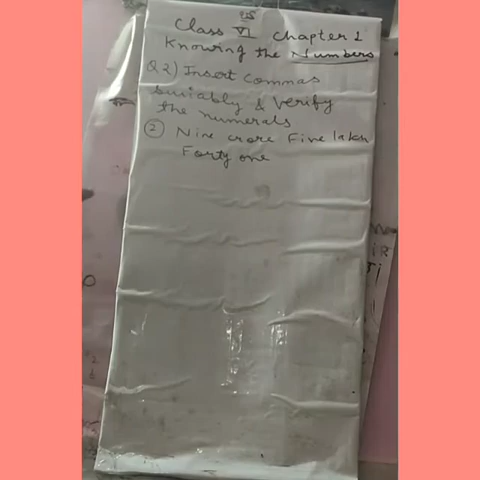 Class VI Chapter 1
Knowing the Numbers
Q 2) Insert commas
suriably & verify
the numerals
② Nine crore Five lakh
Forty one